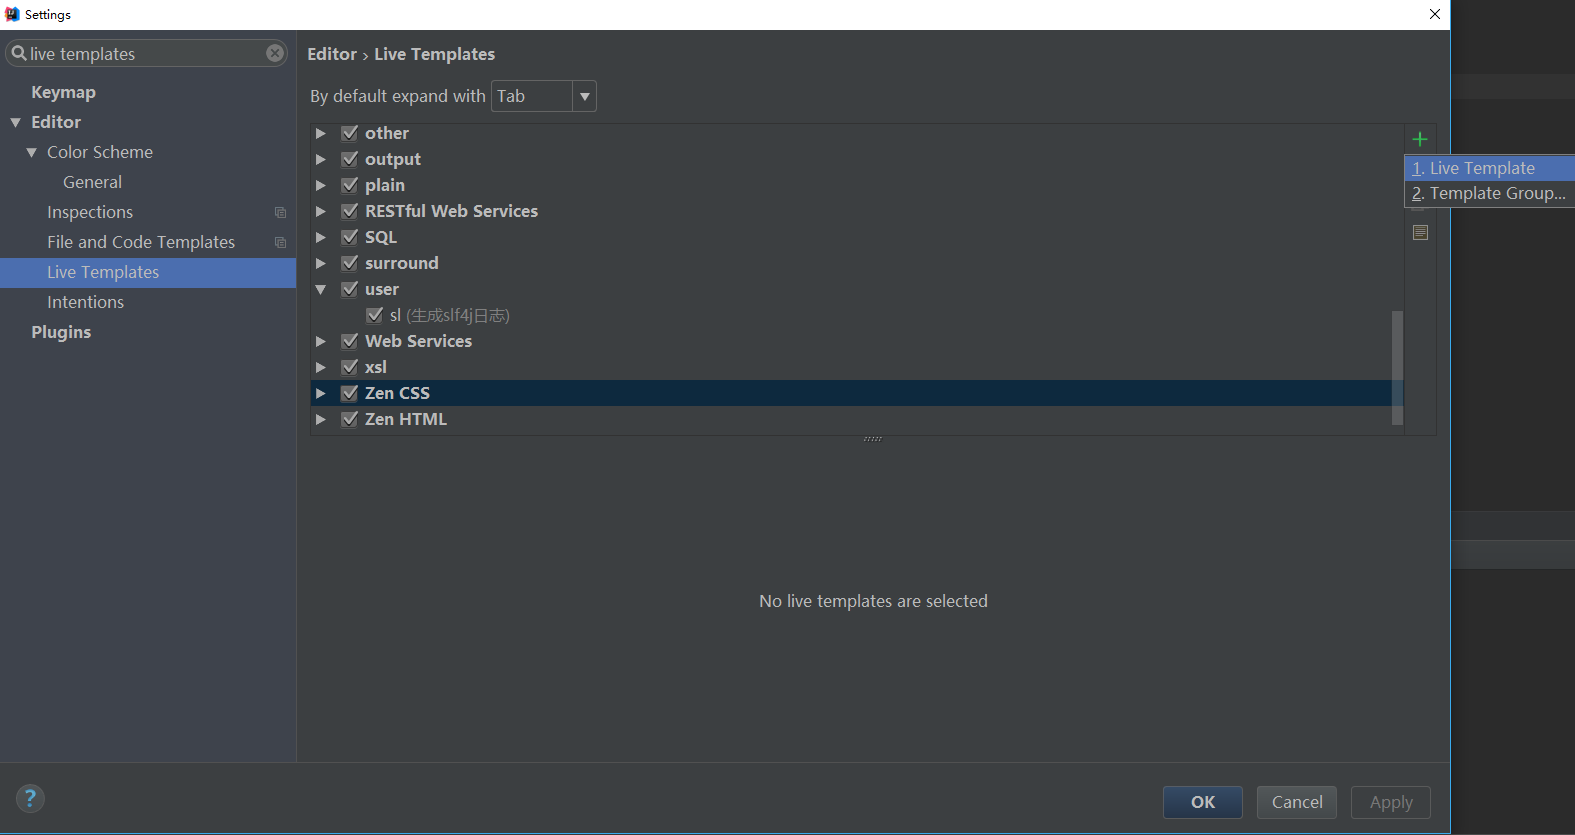 Settings
live templates
Keymap
Editor
Color Scheme
General
Inspections
File and Code Templates
Live Templates
Intentions
Plugins
Editor › Live Templates
By default expand with Tab
other
output
plain
RESTful Web Services
SQL
surround
user
sl (生成slf4j日志)
Web Services
xsl
Zen CSS
Zen HTML
1. Live Template
2. Template Group...
No live templates are selected
?
OK
Cancel
Apply